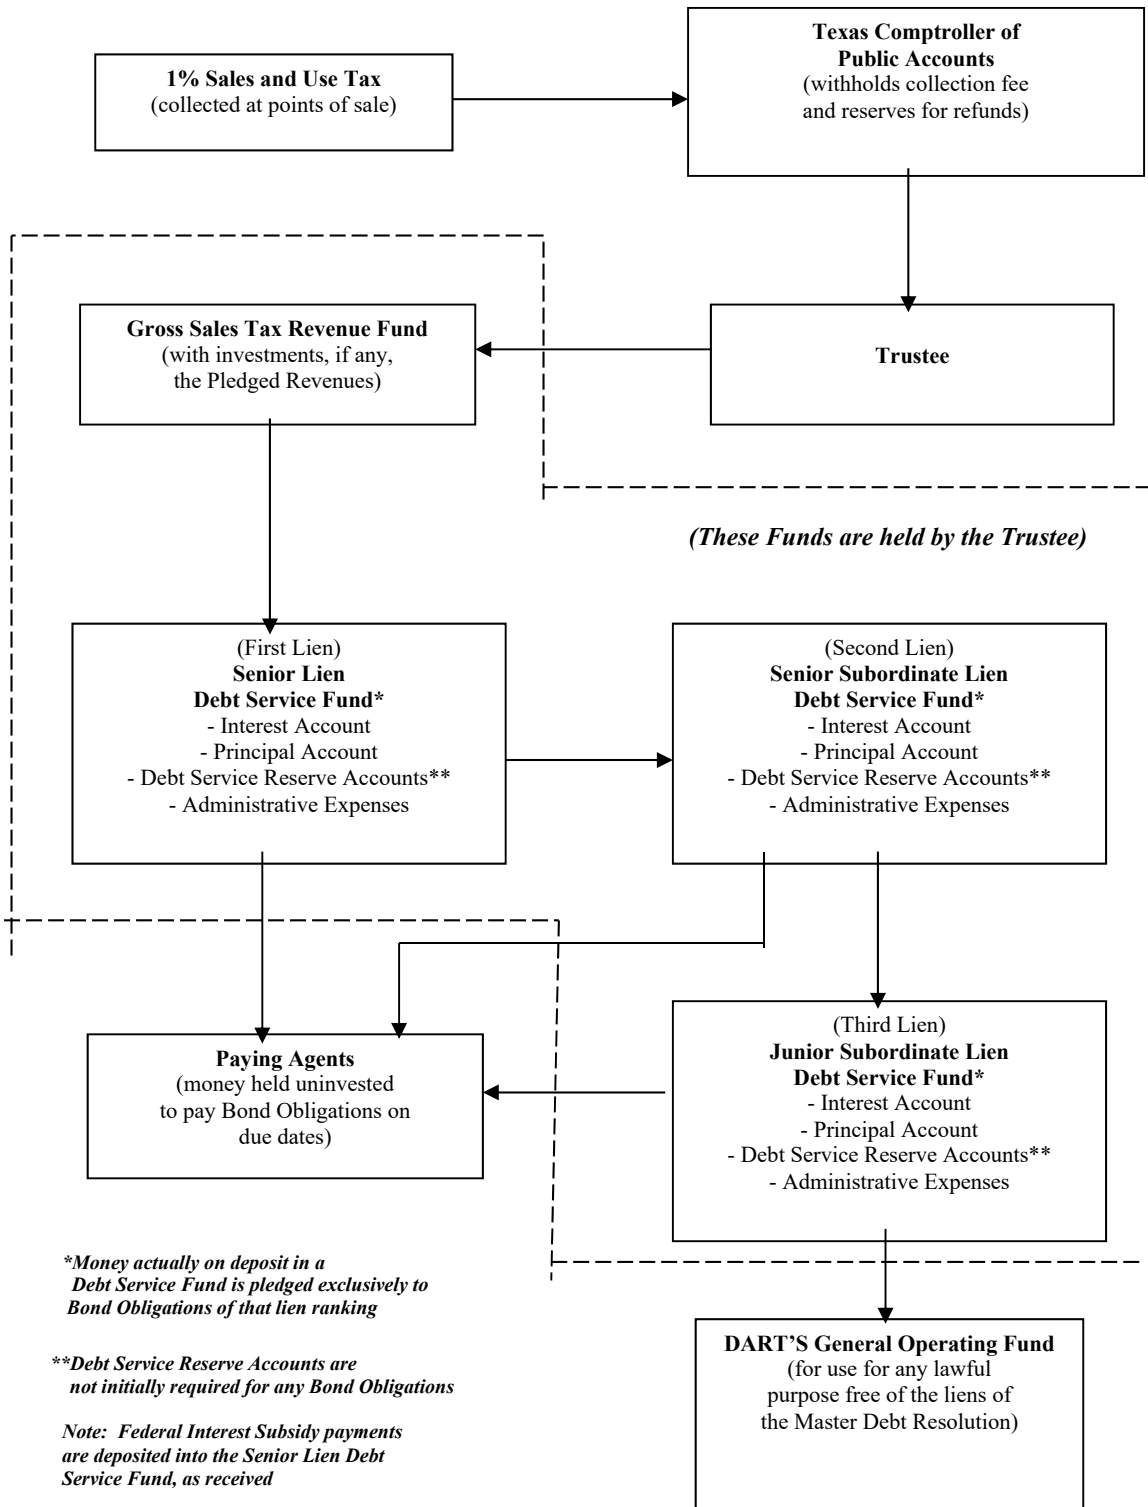 1% Sales and Use Tax
(collected at points of sale)
Texas Comptroller of
Public Accounts
(withholds collection fee
and reserves for refunds)
Gross Sales Tax Revenue Fund
(with investments, if any,
the Pledged Revenues)
Trustee
(These Funds are held by the Trustee)
(First Lien)
Senior Lien
Debt Service Fund*
- Interest Account
- Principal Account
- Debt Service Reserve Accounts**
- Administrative Expenses
(Second Lien)
Senior Subordinate Lien
Debt Service Fund*
- Interest Account
- Principal Account
- Debt Service Reserve Accounts**
- Administrative Expenses
Paying Agents
(money held uninvested
to pay Bond Obligations on
due dates)
(Third Lien)
Junior Subordinate Lien
Debt Service Fund*
- Interest Account
- Principal Account
- Debt Service Reserve Accounts**
- Administrative Expenses
*Money actually on deposit in a
Debt Service Fund is pledged exclusively to
Bond Obligations of that lien ranking
**Debt Service Reserve Accounts are
not initially required for any Bond Obligations
Note: Federal Interest Subsidy payments
are deposited into the Senior Lien Debt
Service Fund, as received
DART’S General Operating Fund
(for use for any lawful
purpose free of the liens of
the Master Debt Resolution)